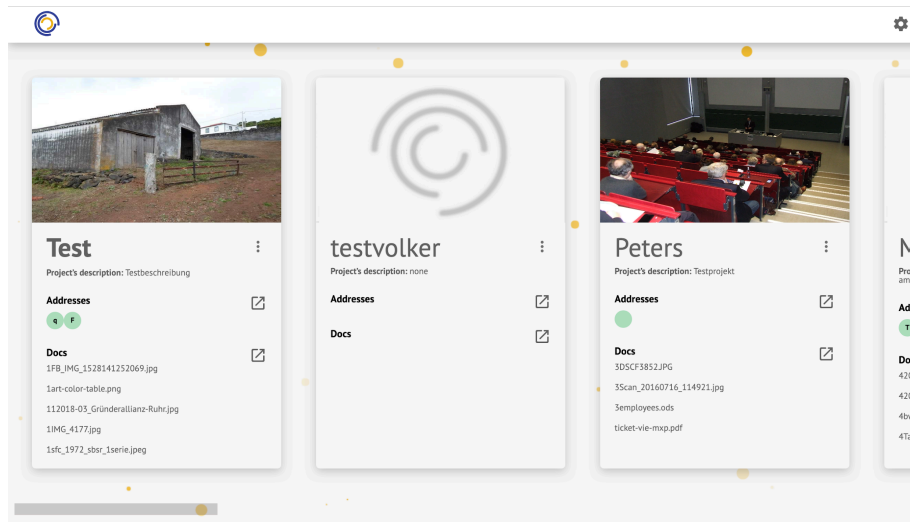 Test
Project's description: Testbeschreibung
Addresses
q F
Docs
1FB_IMG_1528141252069.jpg
1art-color-table.png
112018-03_Gründerallianz-Ruhr.jpg
1IMG_4177.jpg
1sfc_1972_sbsr_1serie.jpeg
testvolker
Project's description: none
Addresses
Docs
Peters
Project's description: Testprojekt
Addresses
Docs
3DSCF3852.JPG
3Scan_20160716_114921.jpg
3employees.ods
ticket-vie-mxp.pdf